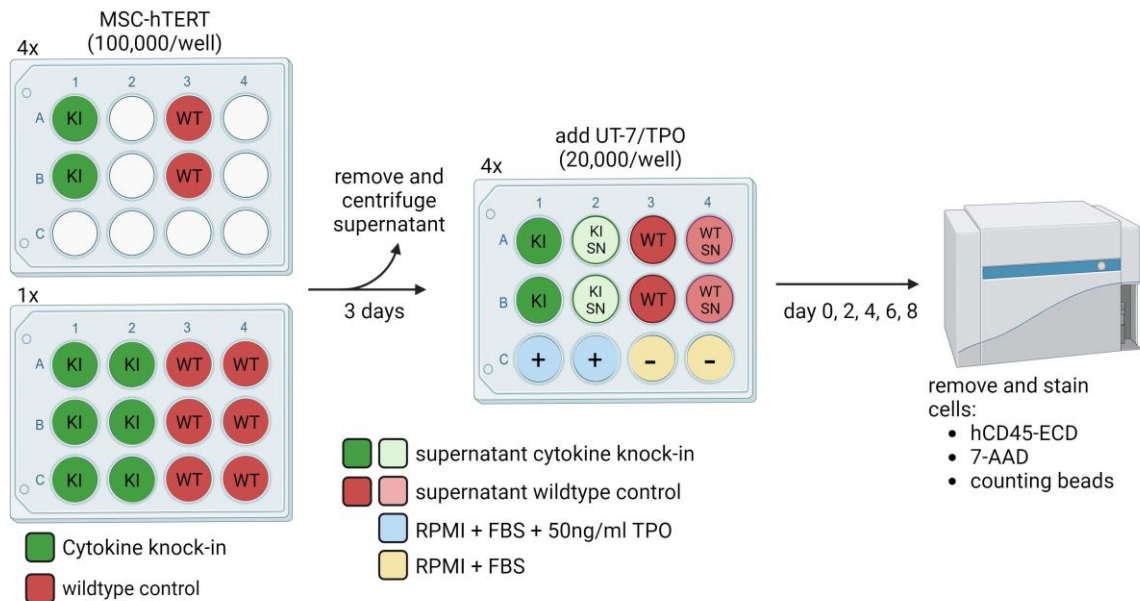 MSC-hTERT
(100,000/well)
4x
1 2 3 4
A KI WT
B KI WT
C
1x
1 2 3 4
A KI KI WT WT
B KI KI WT WT
C KI KI WT WT
Cytokine knock-in
wildtype control
remove and
centrifuge
supernatant
3 days
add UT-7/TPO
(20,000/well)
4x
1 2 3 4
A KI KI SN WT WT SN
B KI KI SN WT WT SN
C + + - -
supernatant cytokine knock-in
supernatant wildtype control
RPMI + FBS + 50ng/ml TPO
RPMI + FBS
day 0, 2, 4, 6, 8
remove and stain
cells:
• hCD45-ECD
• 7-AAD
• counting beads